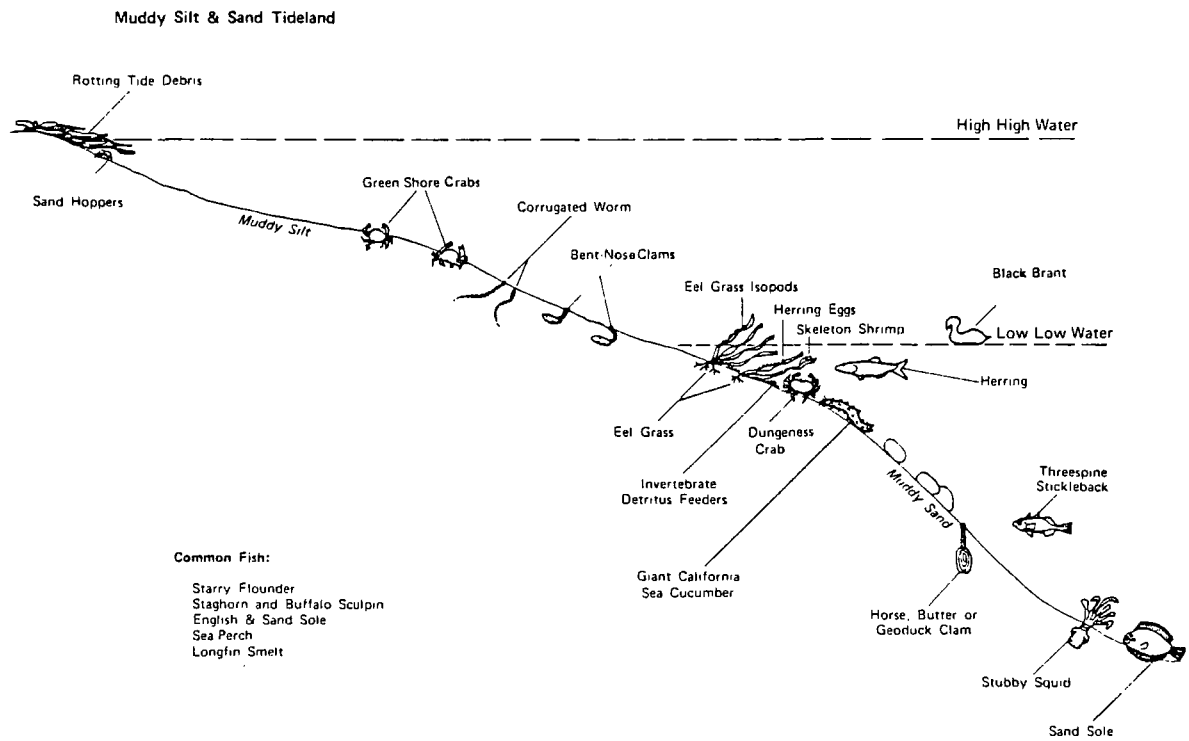 Muddy Silt & Sand Tideland
Rotting Tide Debris
High High Water
Sand Hoppers
Green Shore Crabs
Muddy Silt
Corrugated Worm
Bent-Nose Clams
Black Brant
Eel Grass Isopods
Herring Eggs
Skeleton Shrimp
Low Low Water
Herring
Eel Grass
Dungeness
Crab
Invertebrate
Detritus Feeders
Muddy Sand
Threespine
Stickleback
Giant California
Sea Cucumber
Horse, Butter or
Geoduck Clam
Stubby Squid
Sand Sole
Common Fish:
Starry Flounder
Staghorn and Buffalo Sculpin
English & Sand Sole
Sea Perch
Longfin Smelt